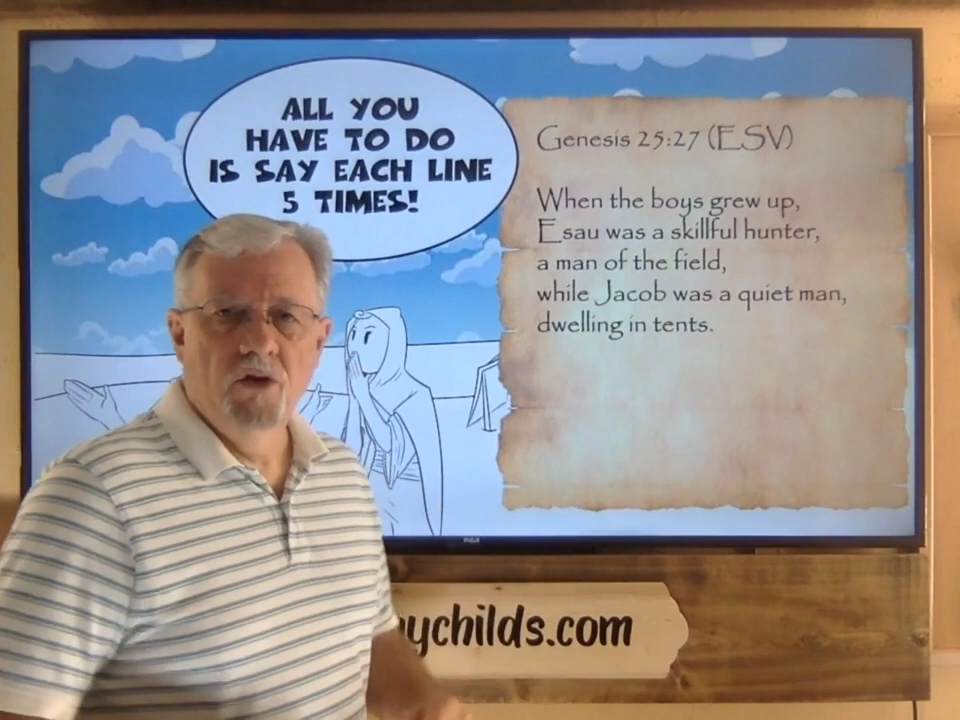 ALL YOU
HAVE TO DO
IS SAY EACH LINE
5 TIMES!
Genesis 25:27 (ESV)
When the boys grew up,
Esau was a skillful hunter,
a man of the field,
while Jacob was a quiet man,
dwelling in tents.
RCA
ychilds.com